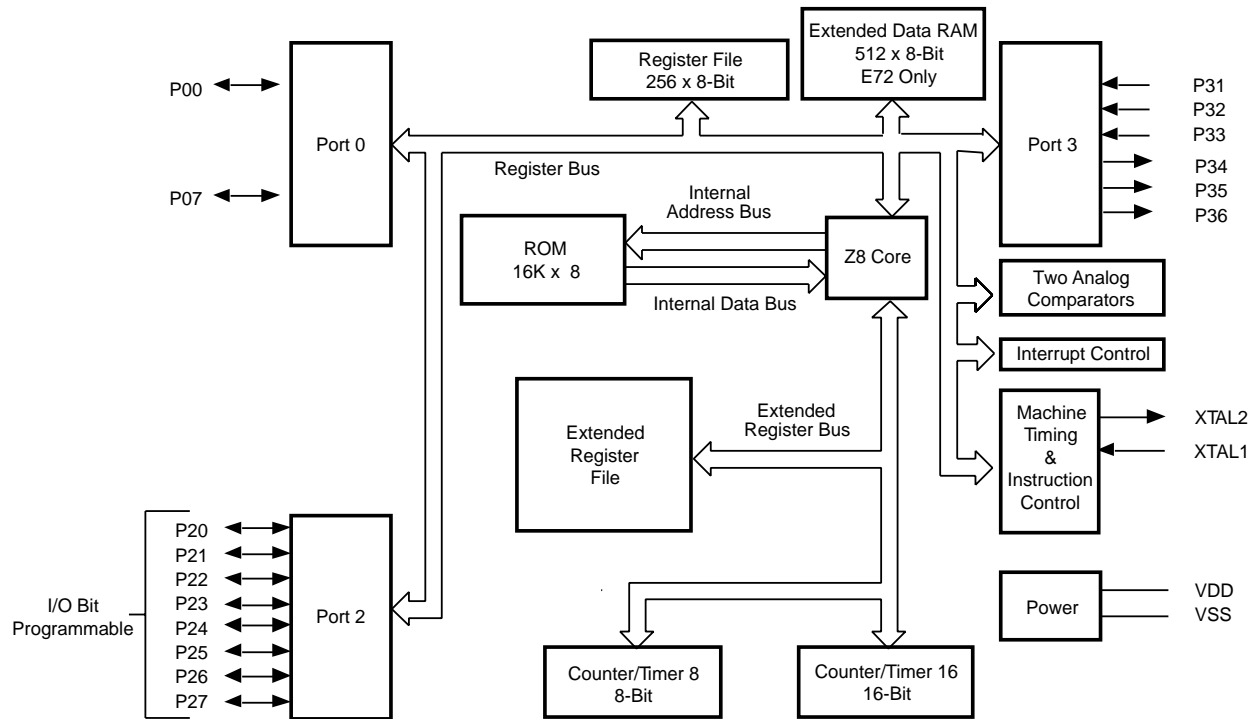 Extended Data RAM
512 x 8-Bit
E72 Only
Register File
256 x 8-Bit
P00
P07
Port 0
Register Bus
Port 3
P31
P32
P33
P34
P35
P36
Internal
Address Bus
ROM
16K x 8
Z8 Core
Internal Data Bus
Two Analog
Comparators
Interrupt Control
Extended
Register
File
Extended
Register Bus
Machine
Timing
&
Instruction
Control
XTAL2
XTAL1
I/O Bit
Programmable
P20
P21
P22
P23
P24
P25
P26
P27
Port 2
Power
VDD
VSS
Counter/Timer 8
8-Bit
Counter/Timer 16
16-Bit